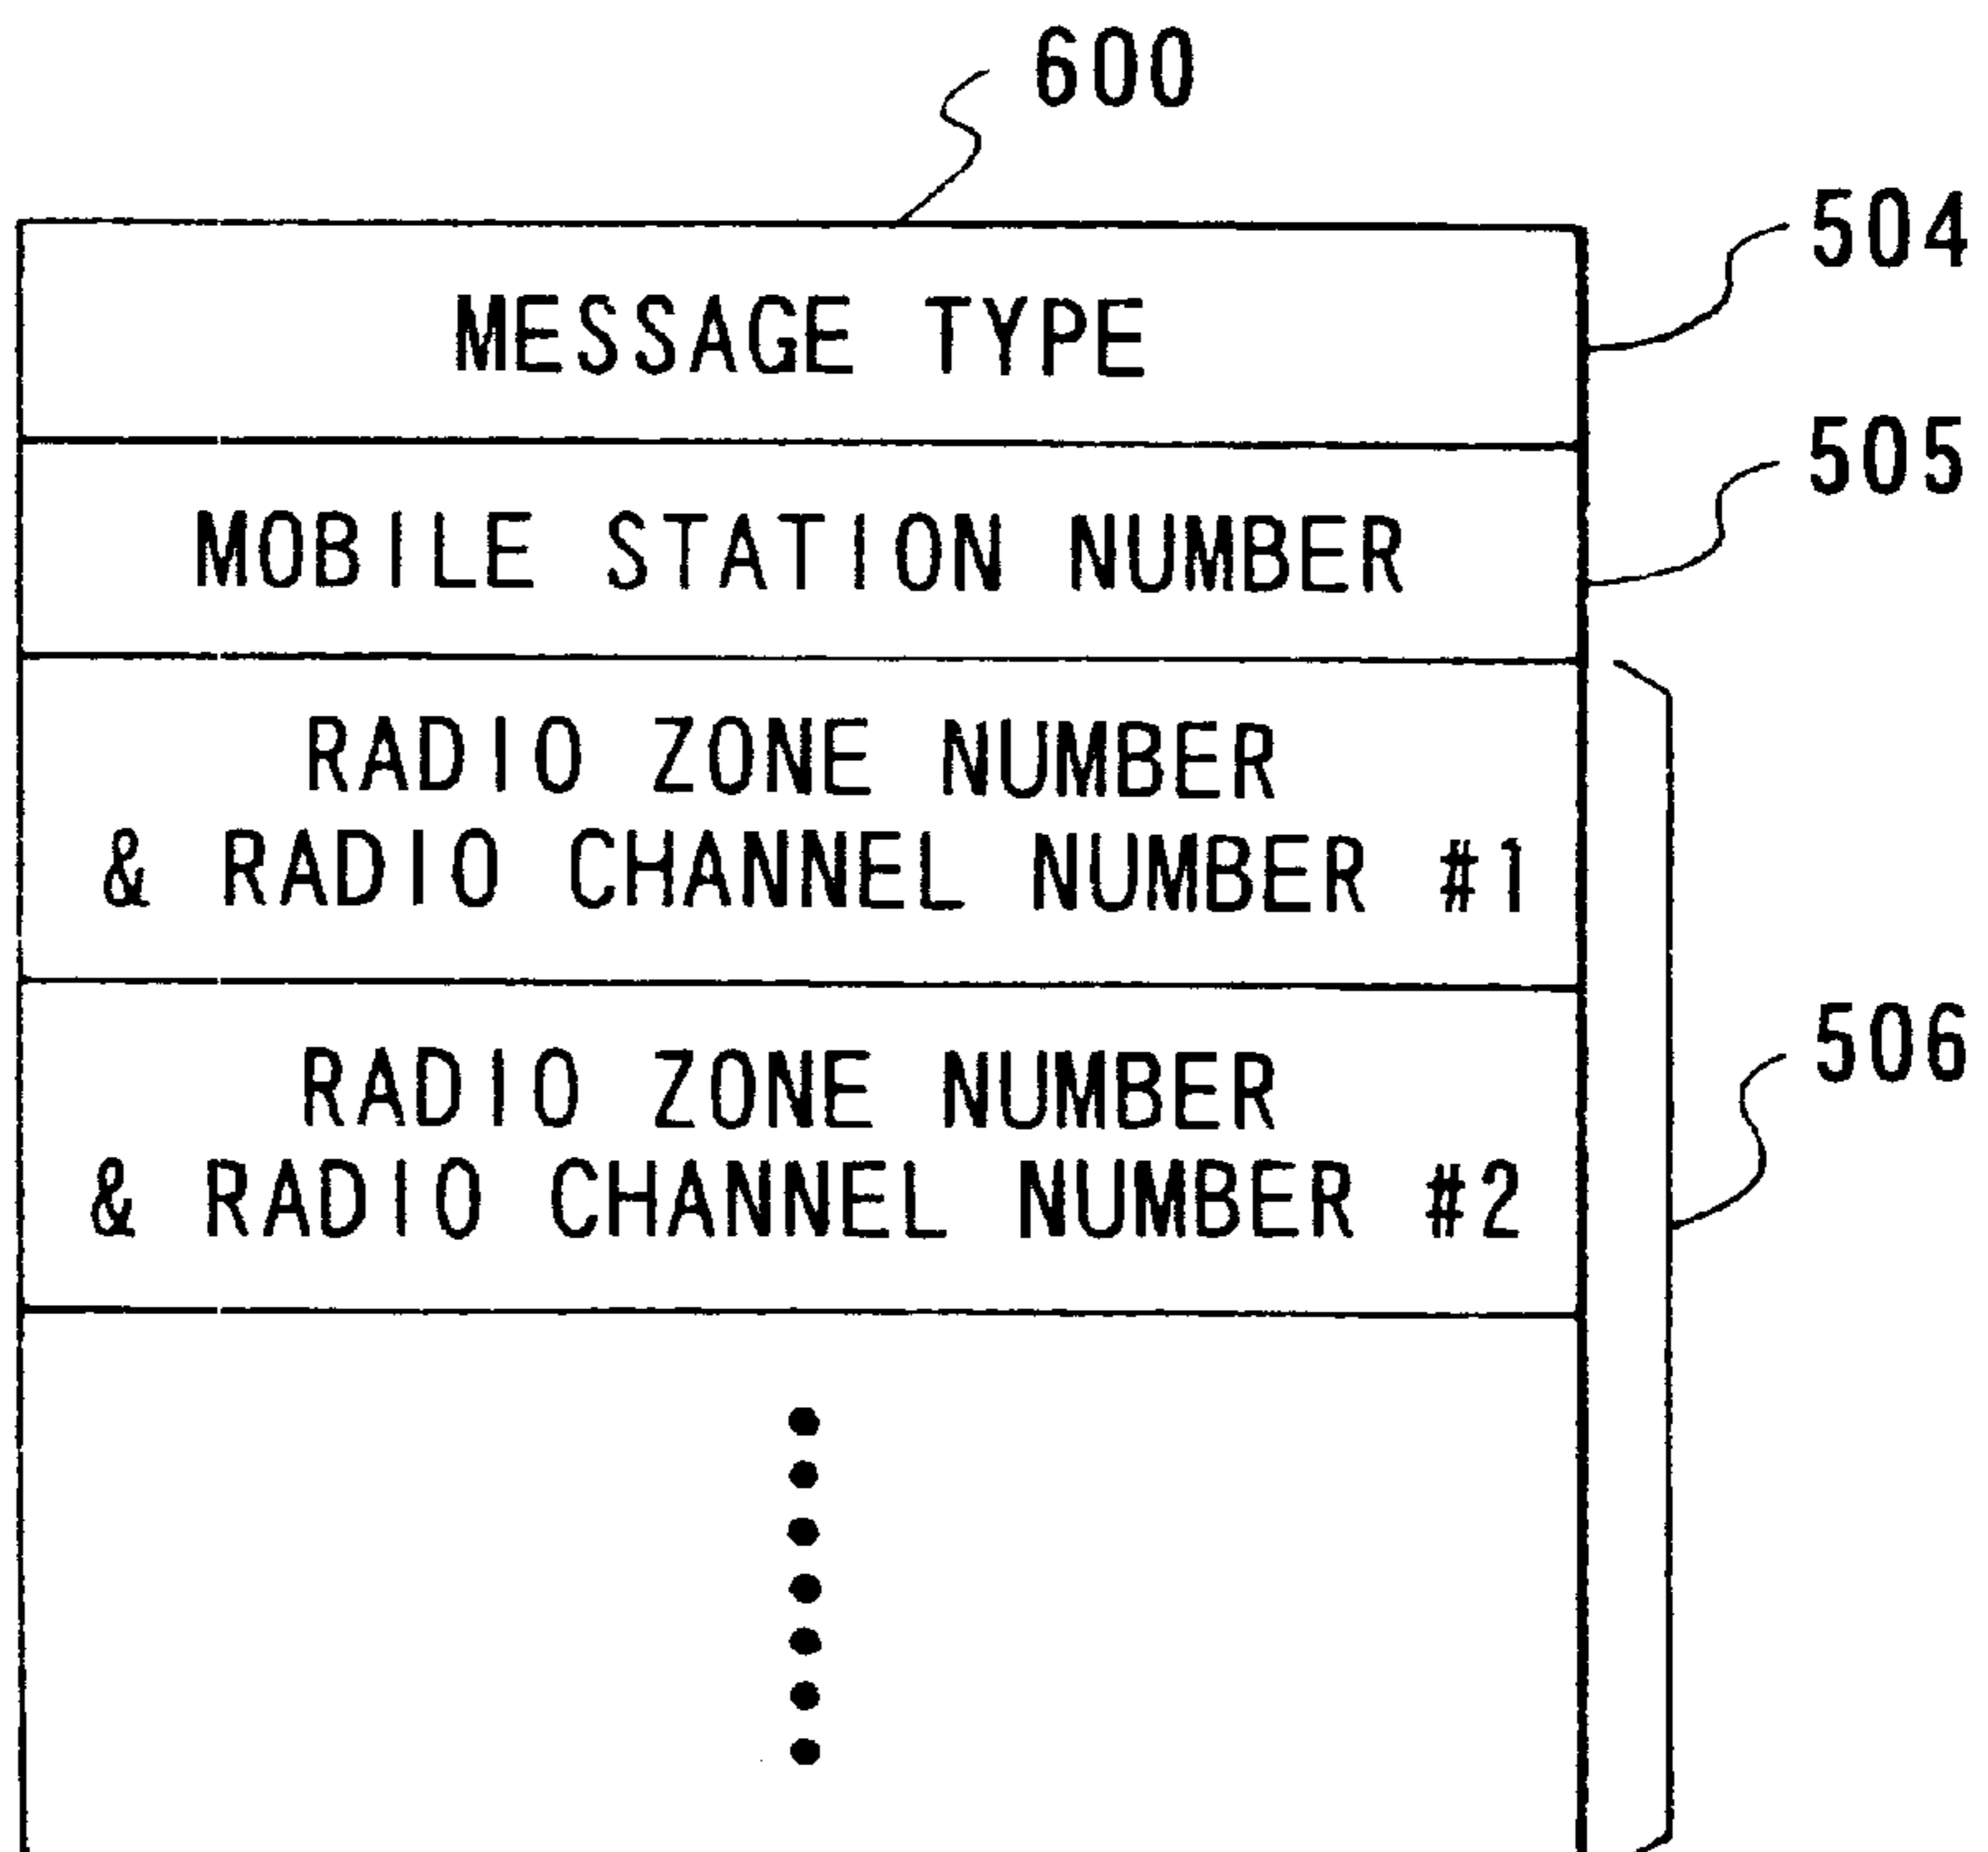 600
504
MESSAGE TYPE
505
MOBILE STATION NUMBER
RADIO ZONE NUMBER
& RADIO CHANNEL NUMBER #1
506
RADIO ZONE NUMBER
& RADIO CHANNEL NUMBER #2